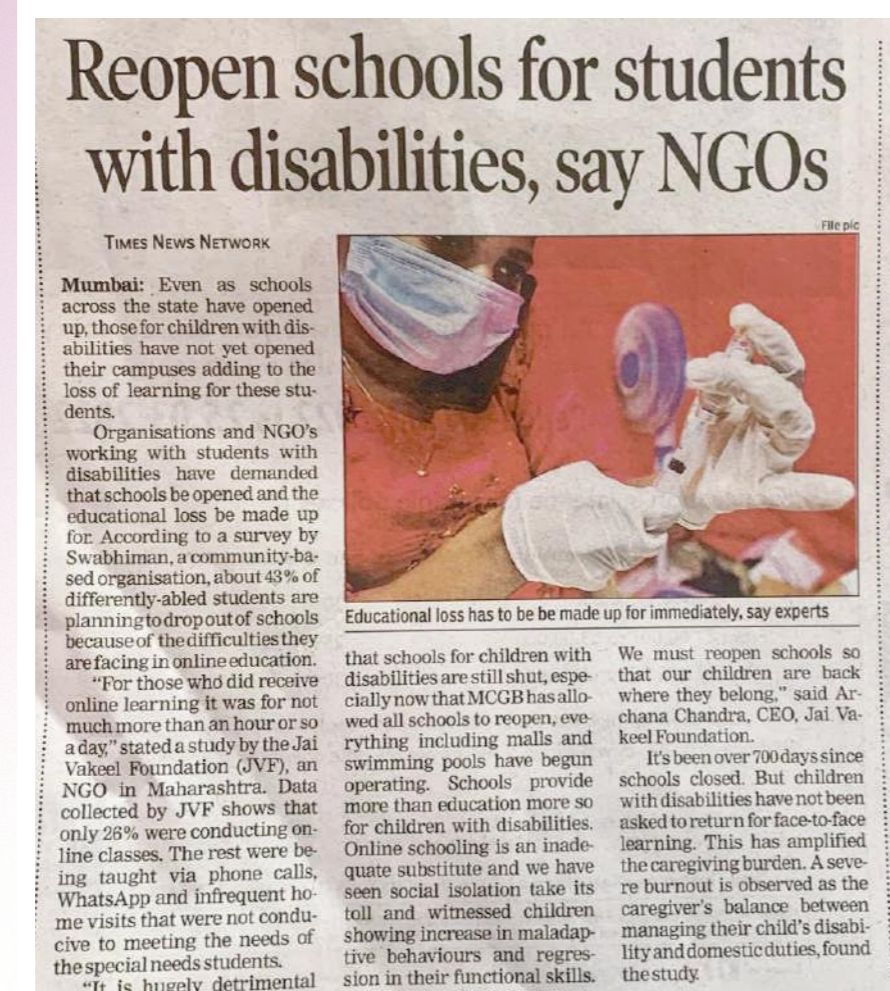 Reopen schools for students
with disabilities, say NGOs
TIMES NEWS NETWORK
Mumbai: Even as schools
across the state have opened
up, those for children with dis-
abilities have not yet opened
their campuses adding to the
loss of learning for these stu-
dents.
Organisations and NGO's
working with students with
disabilities have demanded
that schools be opened and the
educational loss be made up
for. According to a survey by
Swabhiman, a community-ba-
sed organisation, about 43% of
differently-abled students are
planning to drop out of schools
because of the difficulties they
are facing in online education.
"For those who did receive
online learning it was for not
much more than an hour or so
a day," stated a study by the Jai
Vakeel Foundation (JVF), an
NGO in Maharashtra. Data
collected by JVF shows that
only 26% were conducting on-
line classes. The rest were be-
ing taught via phone calls,
WhatsApp and infrequent ho-
me visits that were not condu-
cive to meeting the needs of
the special needs students.
"It is hugely detrimental
File pic
Educational loss has to be be made up for immediately, say experts
that schools for children with
disabilities are still shut, espe-
cially now that MCGB has allo-
wed all schools to reopen, eve-
rything including malls and
swimming pools have begun
operating. Schools provide
more than education more so
for children with disabilities.
Online schooling is an inade-
quate substitute and we have
seen social isolation take its
toll and witnessed children
showing increase in maladap-
tive behaviours and regres-
sion in their functional skills.
We must reopen schools so
that our children are back
where they belong," said Ar-
chana Chandra, CEO, Jai Va-
keel Foundation.
It's been over 700 days since
schools closed. But children
with disabilities have not been
asked to return for face-to-face
learning. This has amplified
the caregiving burden. A seve-
re burnout is observed as the
caregiver's balance between
managing their child's disabi-
lity and domestic duties, found
the study.